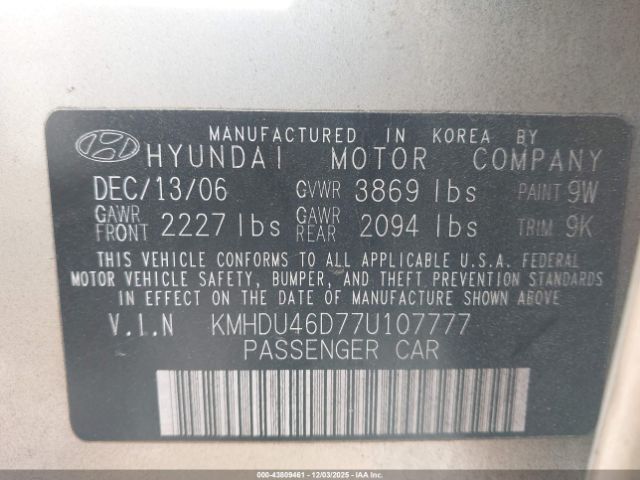 MANUFACTURED IN KOREA BY
HYUNDAI MOTOR COMPANY
DEC/13/06 GVWR 3869 lbs PAINT 9W
GAWR FRONT 2227 lbs GAWR REAR 2094 lbs TRIM 9K
THIS VEHICLE CONFORMS TO ALL APPLICABLE U.S.A. FEDERAL
MOTOR VEHICLE SAFETY, BUMPER, AND THEFT PREVENTION STANDARDS
IN EFFECT ON THE DATE OF MANUFACTURE SHOWN ABOVE
V.I.N KMHDU46D77U107777
PASSENGER CAR
000-43809461 - 12/03/2025 - COPYRIGHT IAA